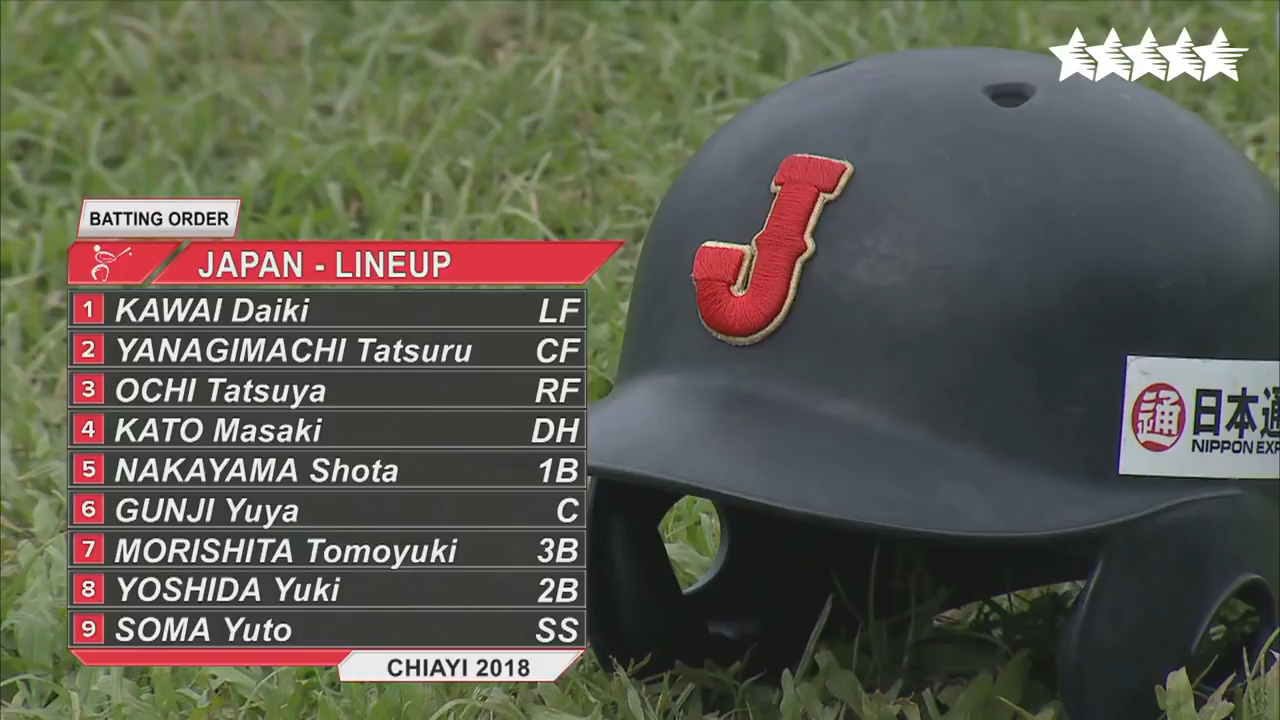 BATTING ORDER
JAPAN - LINEUP
1 KAWAI Daiki LF
2 YANAGIMACHI Tatsuru CF
3 OCHI Tatsuya RF
4 KATO Masaki DH
5 NAKAYAMA Shota 1B
6 GUNJI Yuya C
7 MORISHITA Tomoyuki 3B
8 YOSHIDA Yuki 2B
9 SOMA Yuto SS
CHIAYI 2018
J
通 日本通
NIPPON EXP